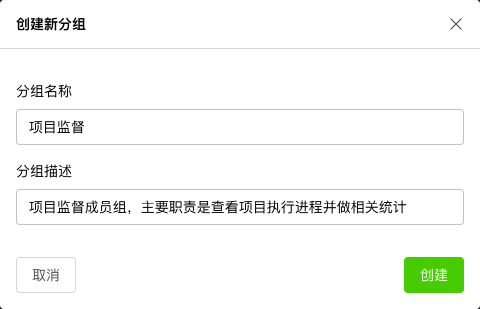 创建新分组
分组名称
项目监督
分组描述
项目监督成员组，主要职责是查看项目执行进程并做相关统计
取消
创建